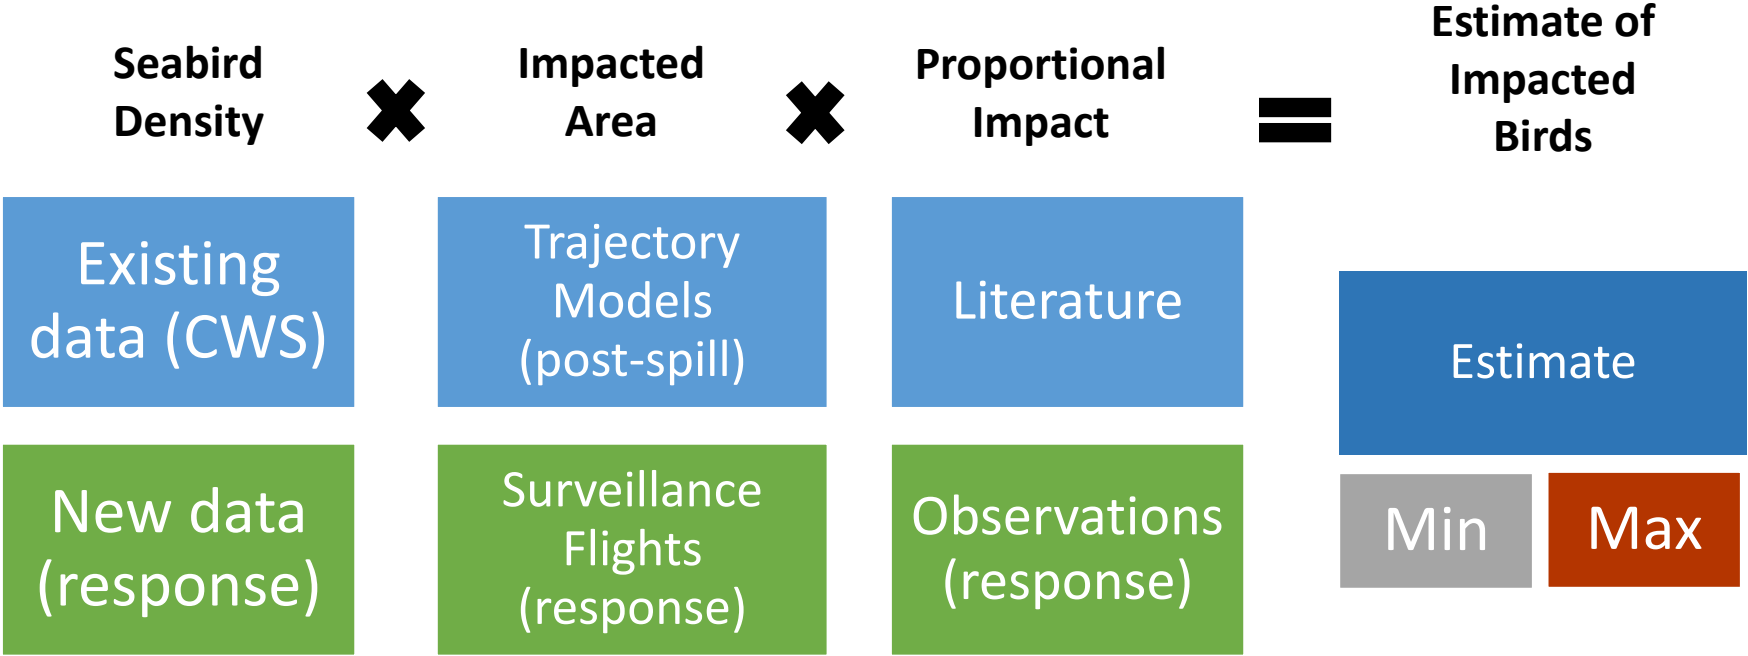 Seabird
Density
Impacted
Area
Proportional
Impact
Estimate of
Impacted
Birds
Existing
data (CWS)
Trajectory
Models
(post-spill)
Literature
Estimate
New data
(response)
Surveillance
Flights
(response)
Observations
(response)
Min
Max